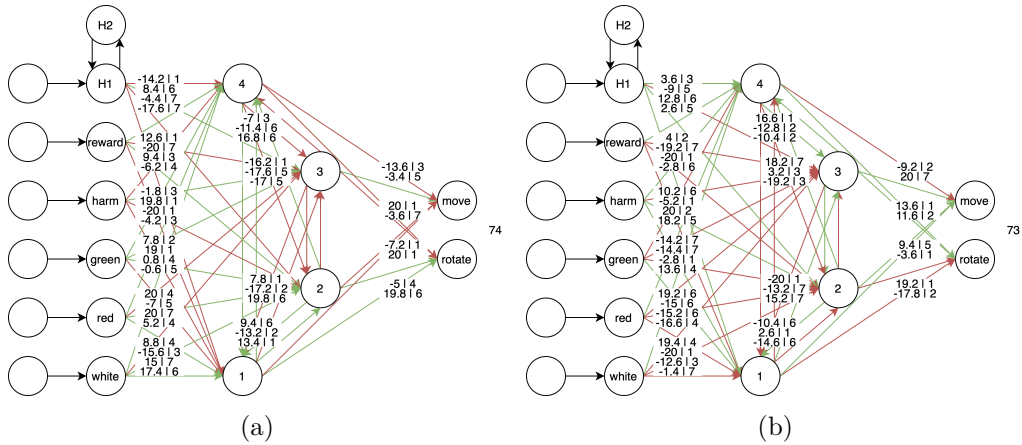 H2
H1
reward
harm
green
red
white
-14.2 | 1
8.4 | 6
-4.4 | 7
-17.6 | 7
12.6 | 1
-20 | 7
9.4 | 3
-6.2 | 4
-1.8 | 3
19.8 | 1
-20 | 1
-4.2 | 3
7.8 | 2
19 | 1
0.8 | 4
-0.6 | 5
20 | 4
-7 | 5
20 | 7
5.2 | 4
8.8 | 4
-15.6 | 3
15 | 7
17.4 | 6
4
3
2
1
-7 | 3
-11.4 | 6
16.8 | 6
-16.2 | 1
-17.6 | 5
-17 | 5
7.8 | 1
-17.2 | 2
19.8 | 6
9.4 | 6
-13.2 | 2
13.4 | 1
-13.6 | 3
-3.4 | 5
20 | 1
-3.6 | 7
-7.2 | 1
20 | 1
-5 | 4
19.8 | 6
move
rotate
74
(a)
H2
H1
reward
harm
green
red
white
3.6 | 3
-9 | 5
12.8 | 6
2.6 | 5
4 | 2
-19.2 | 7
-20 | 1
-2.8 | 6
10.2 | 6
-5.2 | 1
20 | 2
18.2 | 5
-14.2 | 7
-14.4 | 7
-2.8 | 1
13.6 | 4
19.2 | 6
-15 | 6
-15.2 | 6
-16.6 | 4
19.4 | 4
-20 | 1
-12.6 | 3
-1.4 | 7
4
3
2
1
16.6 | 1
-12.8 | 2
-10.4 | 2
18.2 | 7
3.2 | 3
-19.2 | 3
-20 | 1
-13.2 | 7
15.2 | 7
-10.4 | 6
2.6 | 1
-14.6 | 6
-9.2 | 2
20 | 7
13.6 | 1
11.6 | 2
9.4 | 5
-3.6 | 1
19.2 | 1
-17.8 | 2
move
rotate
73
(b)